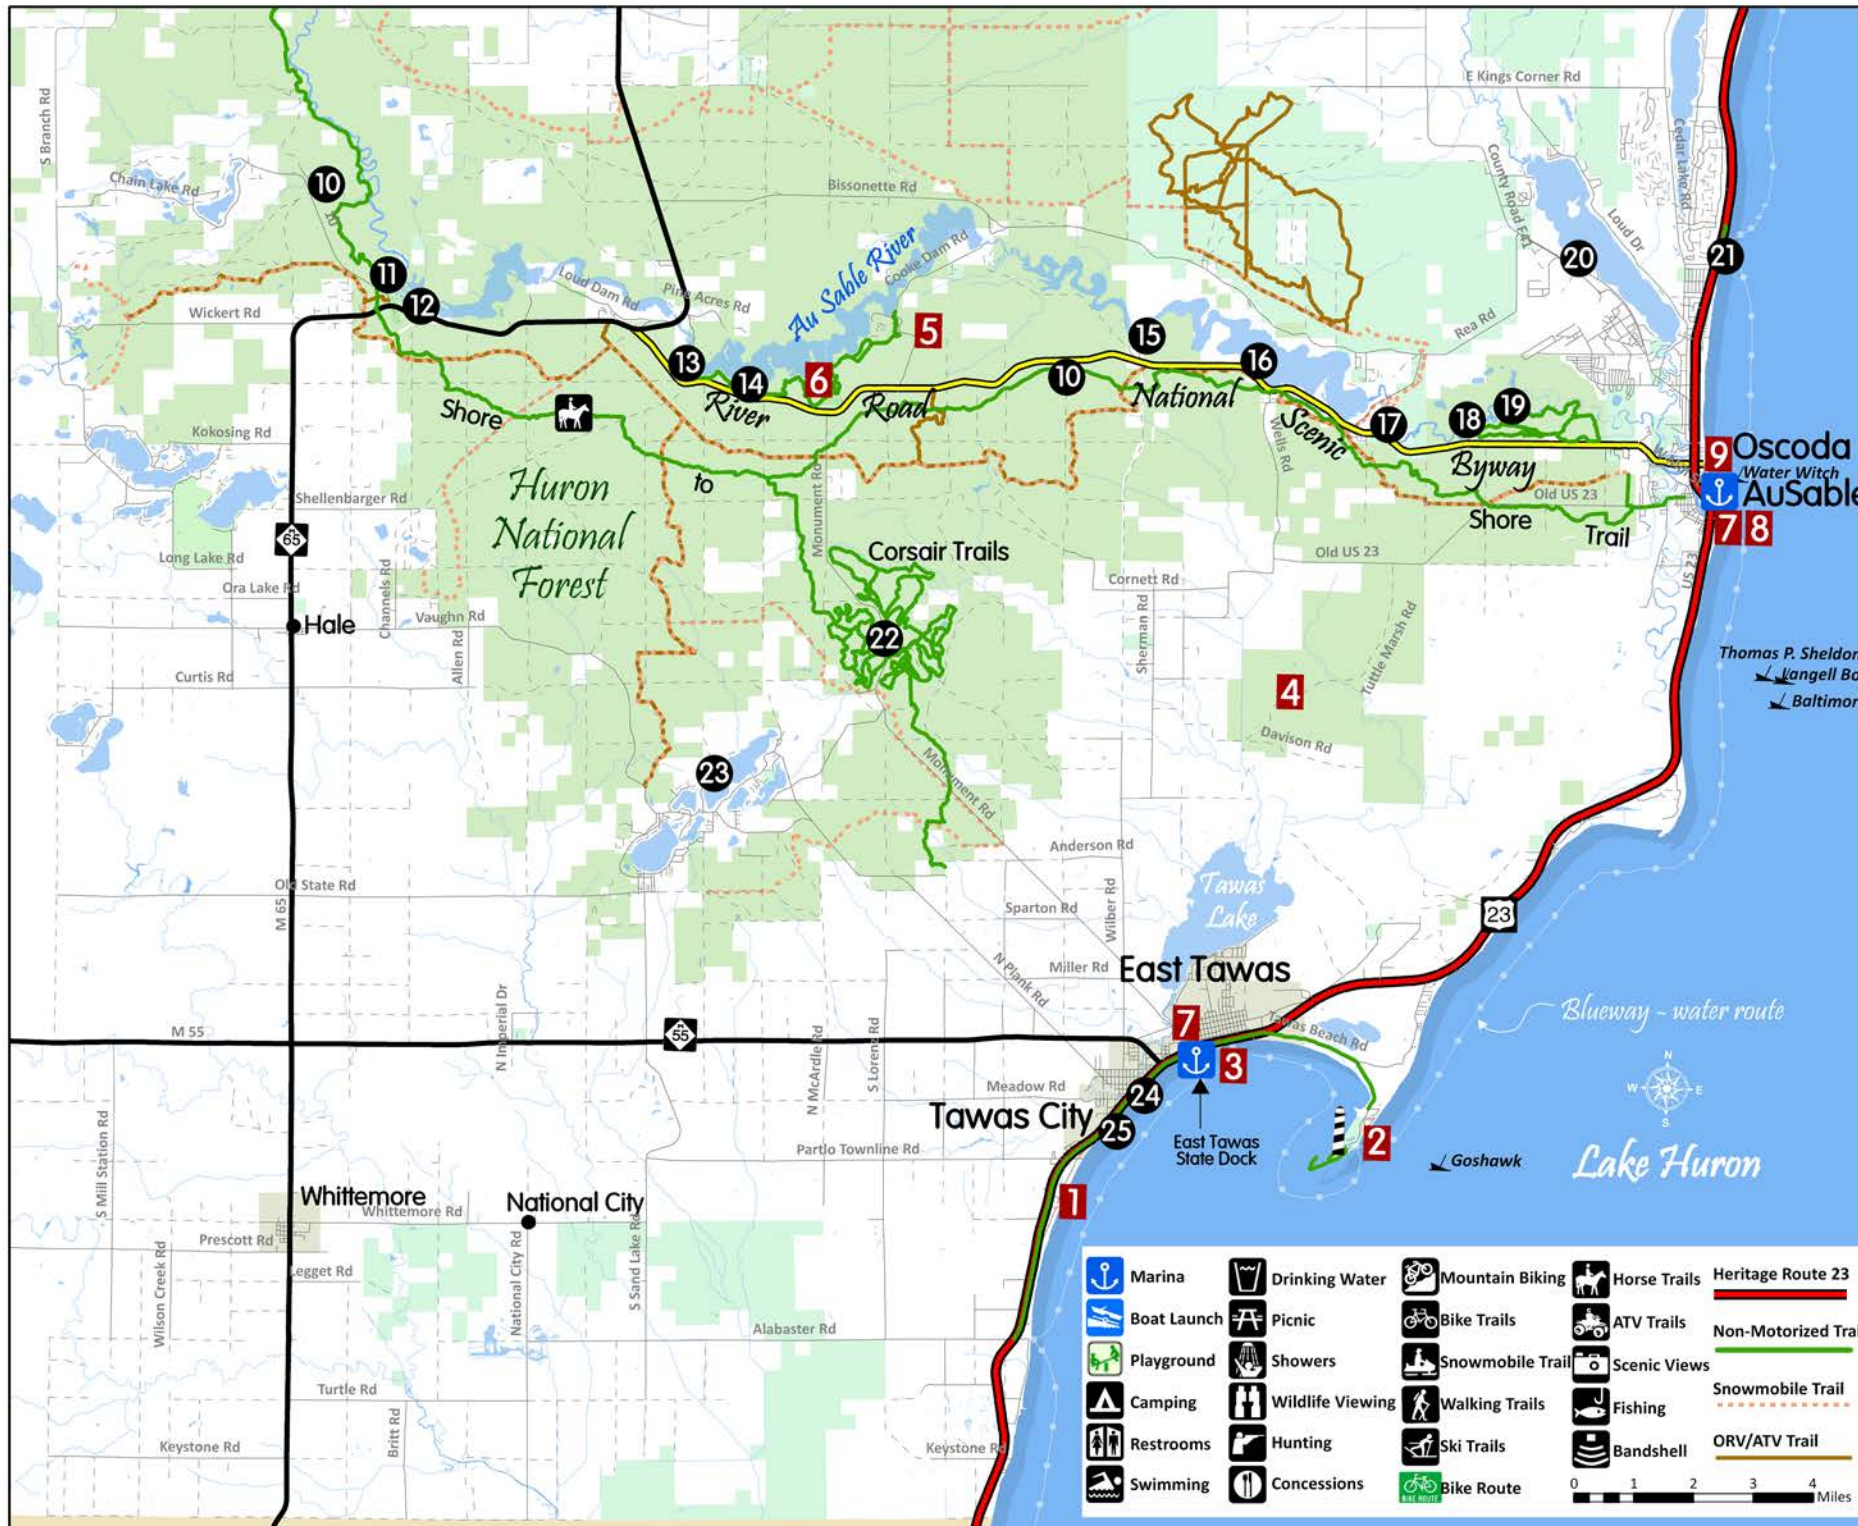 E Kings Corner Rd
S Branch Rd
Cedar Lake Rd
County Road F41
Chain Lake Rd
10
Bissonette Rd
Loud Dr
Au Sable River
Cooke Dam Rd
20
21
11
12
Loud Dam Rd
Pine Acres Rd
Wickert Rd
Rea Rd
5
15
13
14
6
10
16
River
Road
National
Scenic
Byway
Shore
17
18
19
Wells Rd
Kokosing Rd
9
Oscoda
Water Witch
AuSable
7
8
Huron
National
Forest
to
Monument Rd
Shellenbarger Rd
Old US 23
Shore
Trail
65
Long Lake Rd
Corsair Trails
Old US 23
US 23
Ora Lake Rd
Channels Rd
Cornett Rd
Hale
Vaughn Rd
Allen Rd
22
Sherman Rd
Tuttle Marsh Rd
Curtis Rd
4
Thomas P. Sheldon
Vangell Bo
Baltimor
Davison Rd
23
Monument Rd
Anderson Rd
Tawas
Lake
Old State Rd
M 65
Sparton Rd
Wilber Rd
23
N Plank Rd
Miller Rd
East Tawas
N Imperial Dr
Blueway - water route
M 55
M
55
N McArdle Rd
S Lorenz Rd
7
Tawas Beach Rd
3
Meadow Rd
24
N
W
E
S
Tawas City
25
East Tawas
State Dock
2
S Mill Station Rd
Partlo Townline Rd
Goshawk
Lake Huron
1
Whittemore
Whittemore Rd
National City
Prescott Rd
Legget Rd
Wilson Creek Rd
National City Rd
S Sand Lake Rd
Alabaster Rd
Turtle Rd
Britt Rd
Keystone Rd
Keystone Rd
Marina
Drinking Water
Mountain Biking
Horse Trails
Heritage Route 23
Boat Launch
Picnic
Bike Trails
ATV Trails
Non-Motorized Trai
Playground
Showers
Snowmobile Trail
Scenic Views
Snowmobile Trail
Camping
Wildlife Viewing
Walking Trails
Fishing
Restrooms
Hunting
Ski Trails
Bandshell
ORV/ATV Trail
Swimming
Concessions
BIKE ROUTE
Bike Route
0 1 2 3 4
Miles